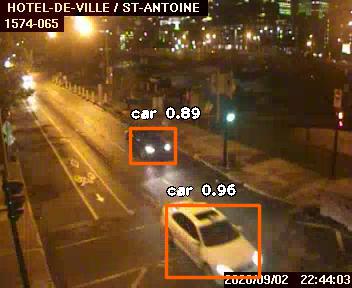 HOTEL-DE-VILLE / ST-ANTOINE
1574-065
car 0.89
car 0.96
2020/09/02 22:44:03